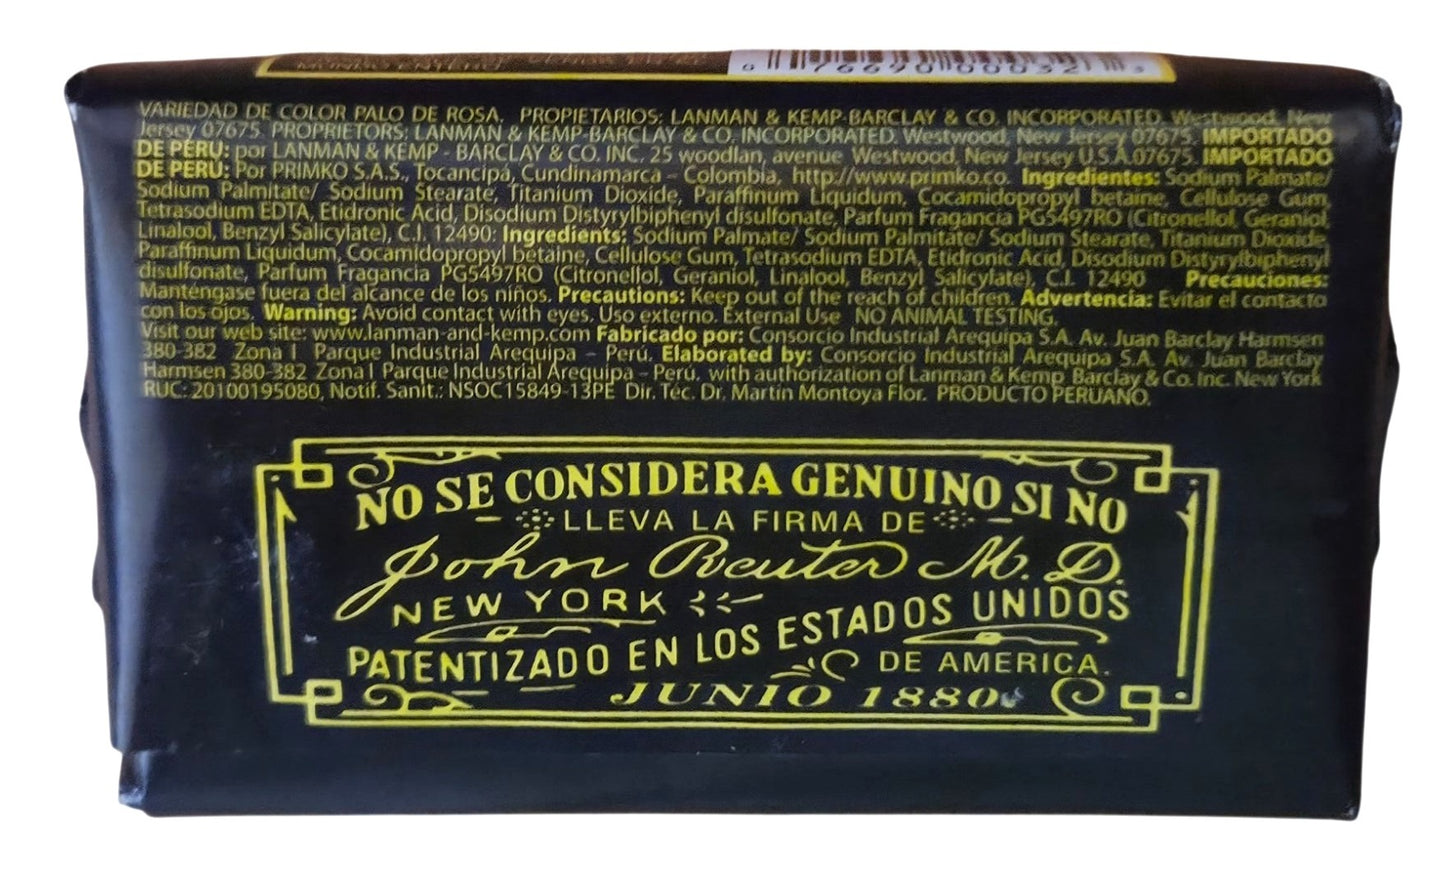 MUNDO ENTERO
0 76690 00032 3
VARIEDAD DE COLOR PALO DE ROSA. PROPIETARIOS: LANMAN & KEMP-BARCLAY & CO. INCORPORATED. Westwood, New
Jersey 07675. PROPRIETORS: LANMAN & KEMP-BARCLAY & CO. INCORPORATED. Westwood, New Jersey 07675. IMPORTADO
DE PERU: por LANMAN & KEMP - BARCLAY & CO. INC. 25 woodlan, avenue Westwood, New Jersey U.S.A.07675. IMPORTADO
DE PERU: Por PRIMKO S.A.S., Tocancipá, Cundinamarca – Colombia, http://www.primko.co. Ingredientes: Sodium Palmate/
Sodium Palmitate/ Sodium Stearate, Titanium Dioxide, Paraffinum Liquidum, Cocamidopropyl betaine, Cellulose Gum,
Tetrasodium EDTA, Etidronic Acid, Disodium Distyrylbiphenyl disulfonate, Parfum Fragancia PG5497RO (Citronellol, Geraniol,
Linalool, Benzyl Salicylate), C.I. 12490; Ingredients: Sodium Palmate/ Sodium Palmitate/ Sodium Stearate, Titanium Dioxide,
Paraffinum Liquidum, Cocamidopropyl betaine, Cellulose Gum, Tetrasodium EDTA, Etidronic Acid, Disodium Distyrylbiphenyl
disulfonate, Parfum Fragancia PG5497RO (Citronellol, Geraniol, Linalool, Benzyl Salicylate), C.I. 12490 Precauciones:
Manténgase fuera del alcance de los niños. Precautions: Keep out of the reach of children. Advertencia: Evitar el contacto
con los ojos. Warning: Avoid contact with eyes. Uso externo. External Use NO ANIMAL TESTING.
Visit our web site: www.lanman-and-kemp.com Fabricado por: Consorcio Industrial Arequipa S.A. Av. Juan Barclay Harmsen
380-382 Zona I Parque Industrial Arequipa – Perú. Elaborated by: Consorcio Industrial Arequipa S.A. Av. Juan Barclay
Harmsen 380-382 Zona I Parque Industrial Arequipa – Perú. with authorization of Lanman & Kemp Barclay & Co. Inc. New York
RUC: 20100195080, Notif. Sanit.: NSOC15849-13PE Dir. Téc. Dr. Martin Montoya Flor. PRODUCTO PERUANO.
NO SE CONSIDERA GENUINO SI NO
LLEVA LA FIRMA DE
John Reuter M. D.
NEW YORK
PATENTIZADO EN LOS ESTADOS UNIDOS
DE AMERICA.
JUNIO 1880